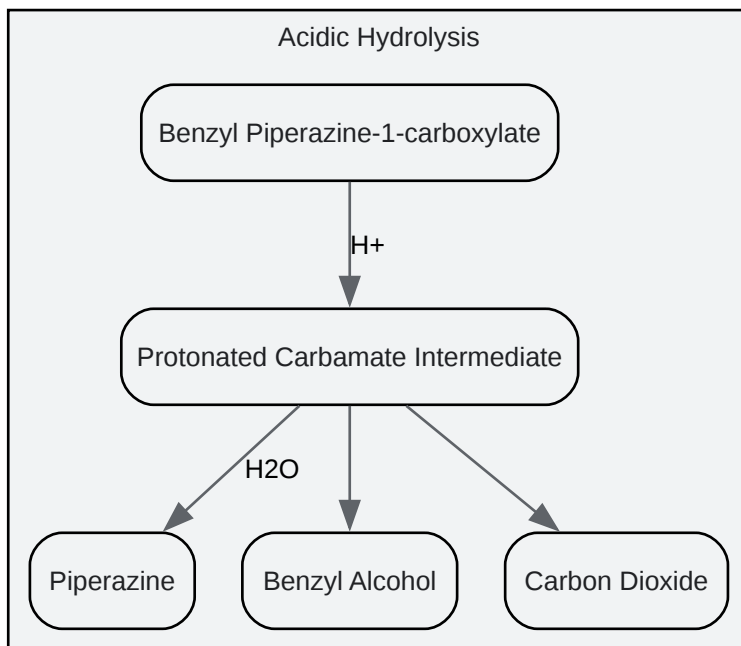 Acidic Hydrolysis
Benzyl Piperazine-1-carboxylate
H+
Protonated Carbamate Intermediate
H2O
Piperazine
Benzyl Alcohol
Carbon Dioxide